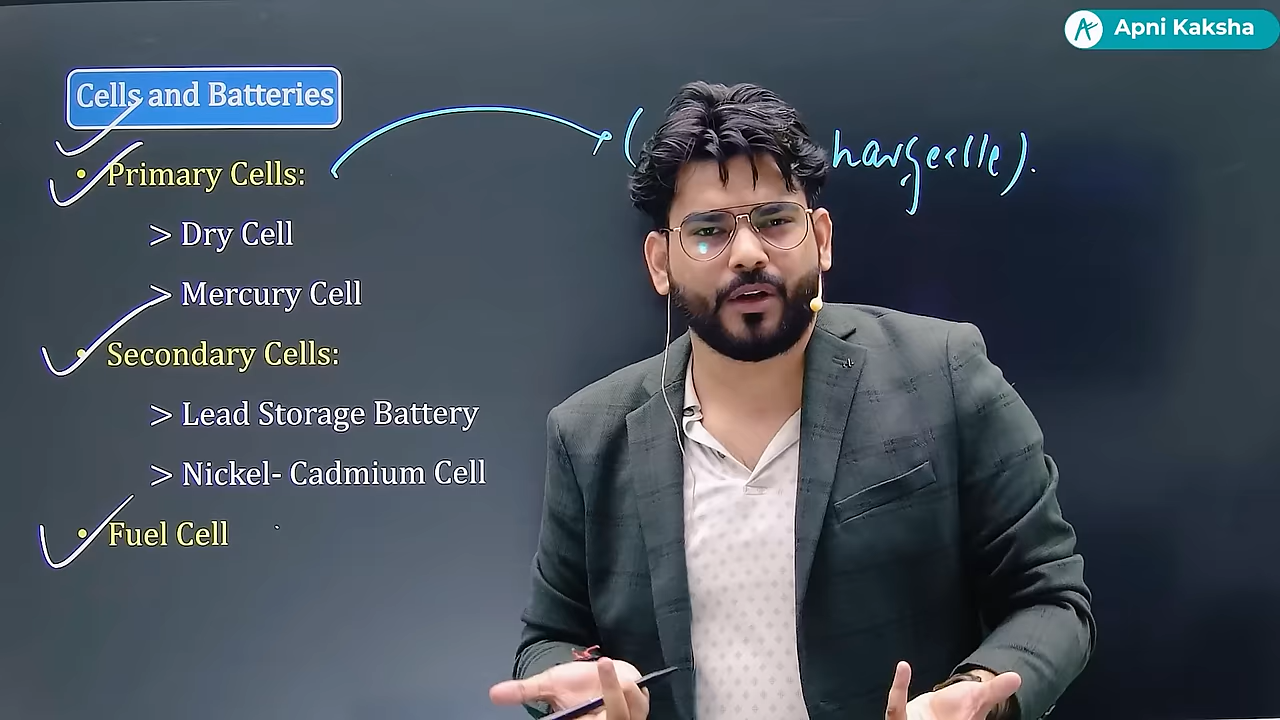 Apni Kaksha
Cells and Batteries
• Primary Cells:
> Dry Cell
> Mercury Cell
• Secondary Cells:
> Lead Storage Battery
> Nickel- Cadmium Cell
• Fuel Cell